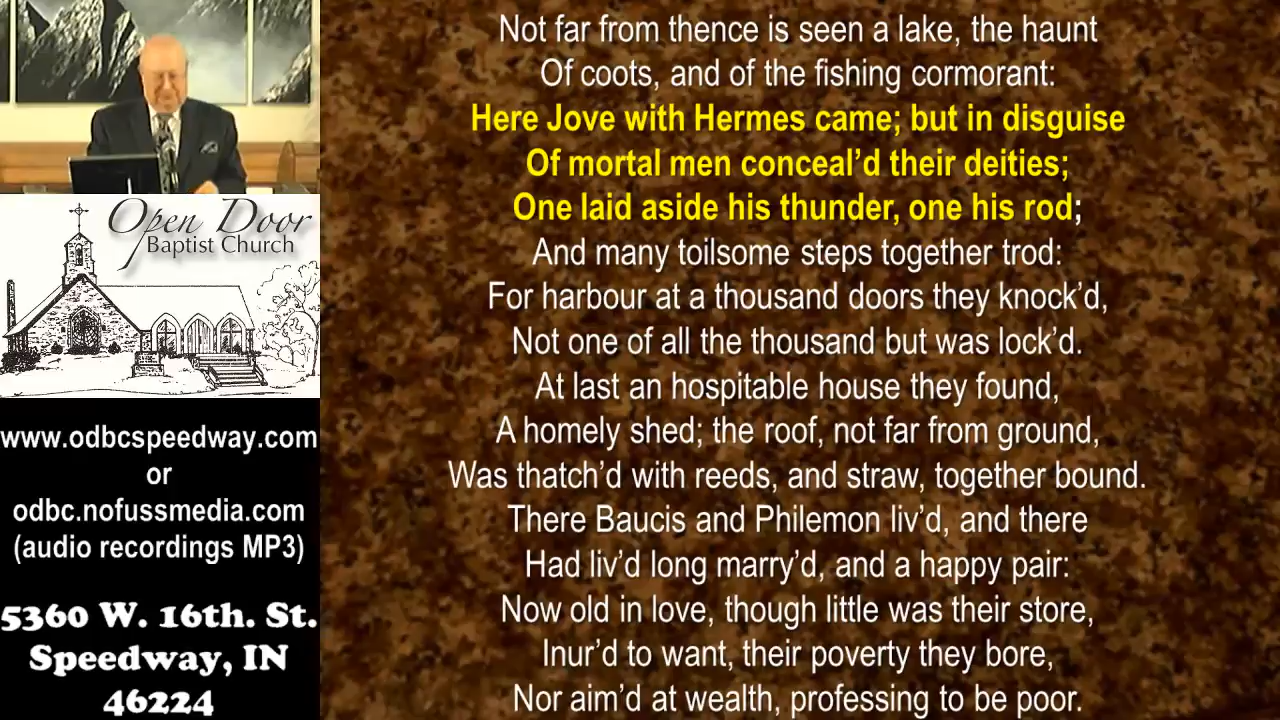 Open Door
Baptist Church
www.odbcspeedway.com
or
odbc.nofussmedia.com
(audio recordings MP3)
5360 W. 16th. St.
Speedway, IN
46224
Not far from thence is seen a lake, the haunt
Of coots, and of the fishing cormorant:
Here Jove with Hermes came; but in disguise
Of mortal men conceal’d their deities;
One laid aside his thunder, one his rod;
And many toilsome steps together trod:
For harbour at a thousand doors they knock’d,
Not one of all the thousand but was lock’d.
At last an hospitable house they found,
A homely shed; the roof, not far from ground,
Was thatch’d with reeds, and straw, together bound.
There Baucis and Philemon liv’d, and there
Had liv’d long marry’d, and a happy pair:
Now old in love, though little was their store,
Inur’d to want, their poverty they bore,
Nor aim’d at wealth, professing to be poor.